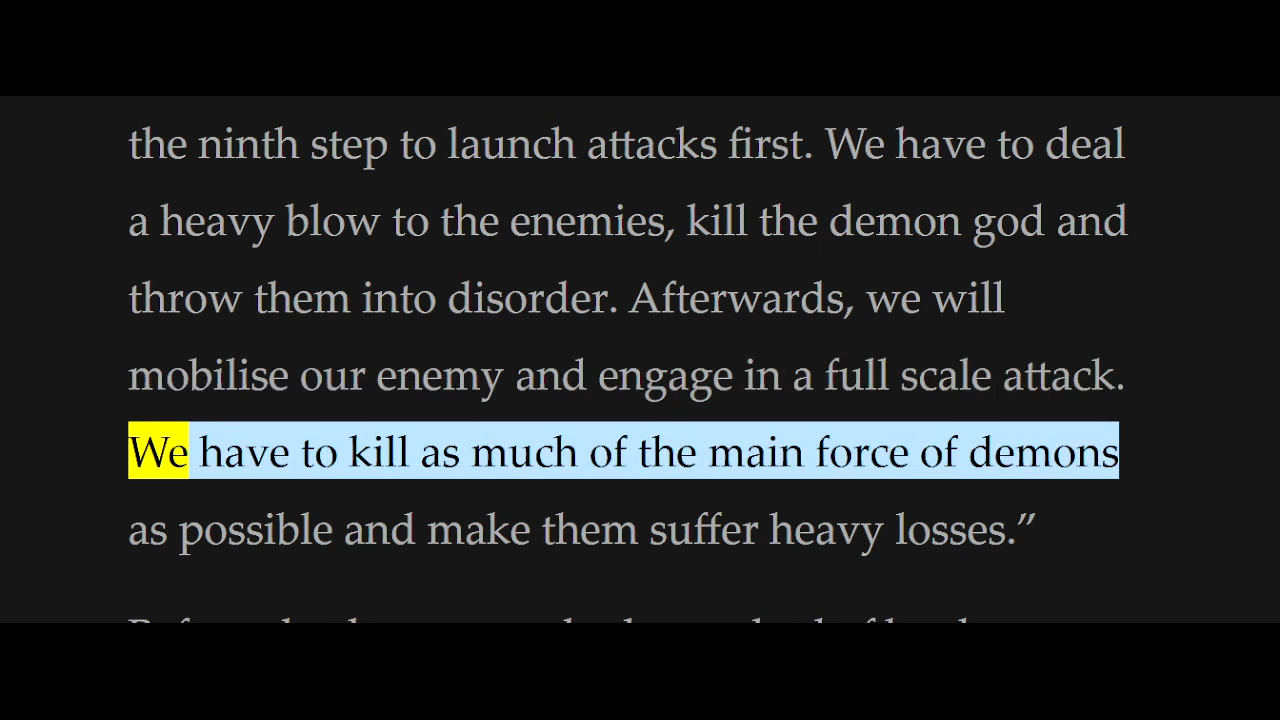 the ninth step to launch attacks first. We have to deal
a heavy blow to the enemies, kill the demon god and
throw them into disorder. Afterwards, we will
mobilise our enemy and engage in a full scale attack.
We have to kill as much of the main force of demons
as possible and make them suffer heavy losses.”